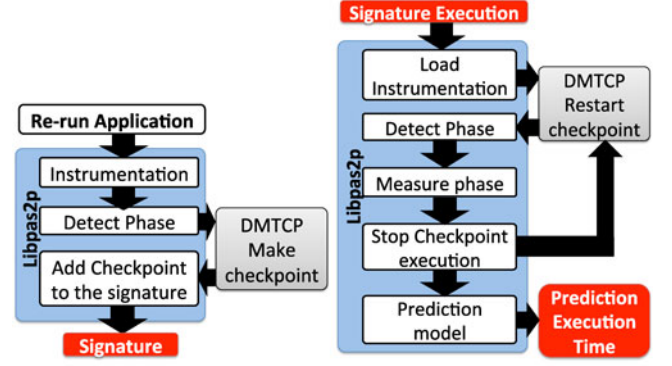 Re-run Application
Libpas2p
Instrumentation
Detect Phase
DMTCP
Make
checkpoint
Add Checkpoint
to the signature
Signature
Signature Execution
Libpas2p
Load
Instrumentation
DMTCP
Restart
checkpoint
Detect Phase
Measure phase
Stop Checkpoint
execution
Prediction
model
Prediction
Execution
Time